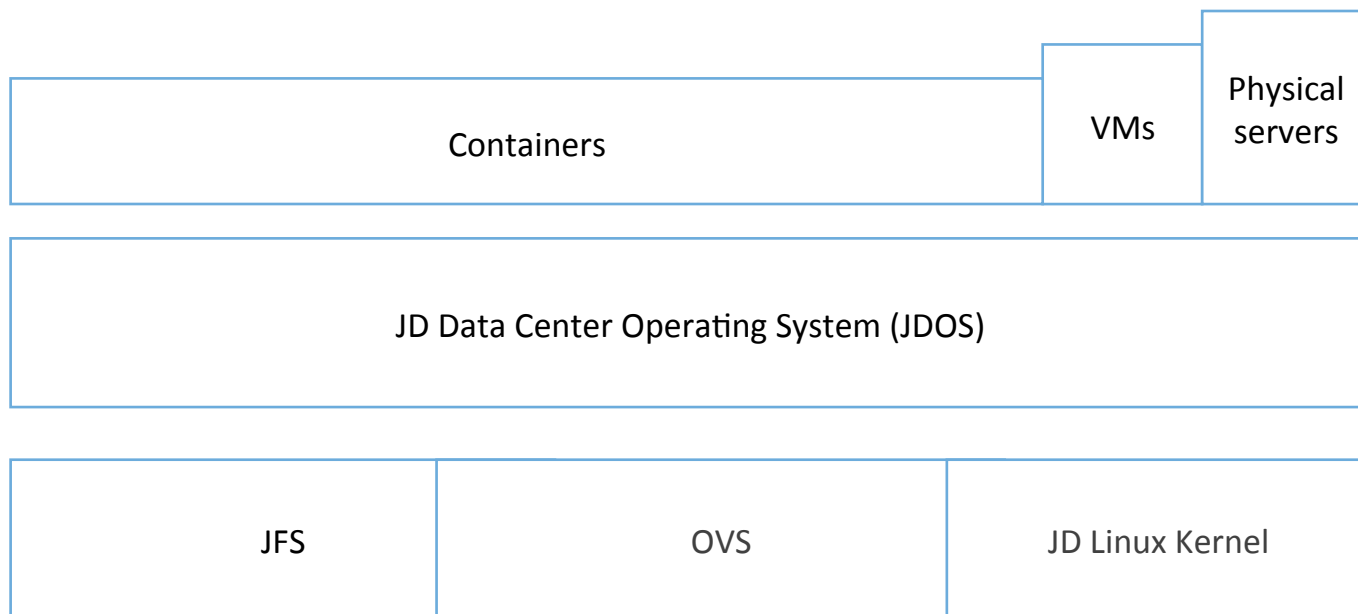 Physical
servers
VMs
Containers
JD Data Center Operating System (JDOS)
JFS
OVS
JD Linux Kernel